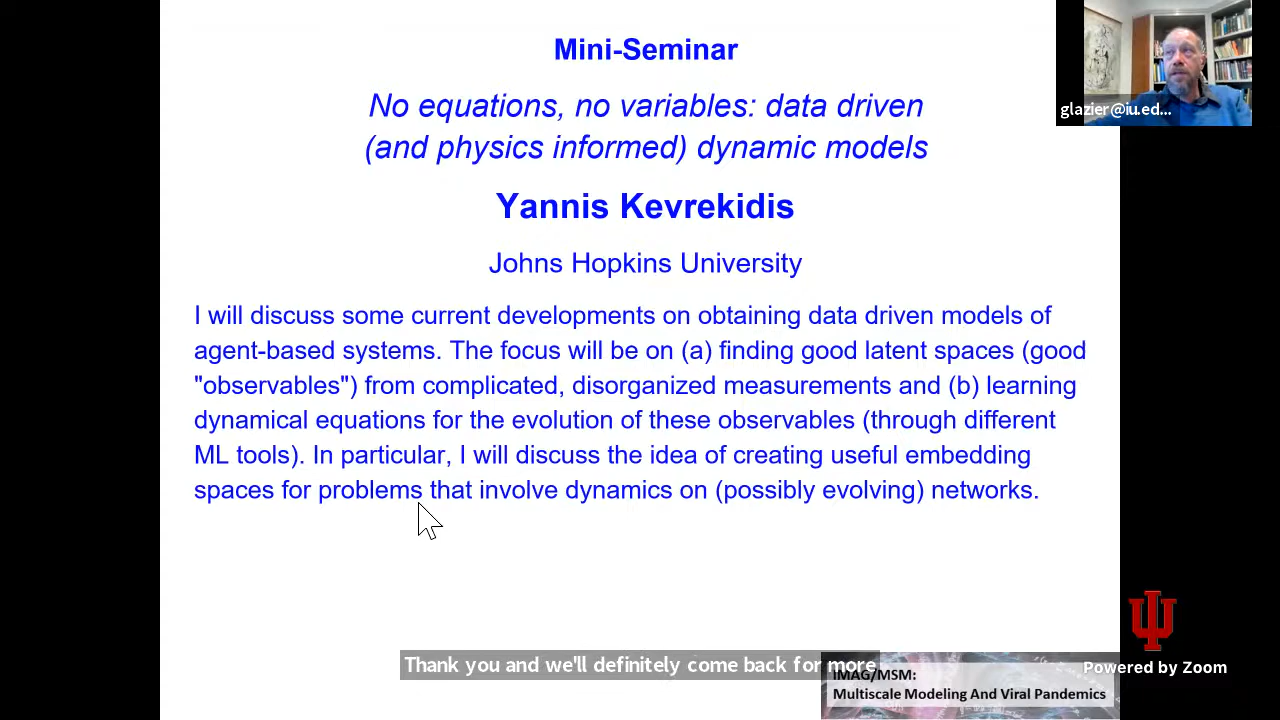 Mini-Seminar
No equations, no variables: data driven
(and physics informed) dynamic models
Yannis Kevrekidis
Johns Hopkins University
I will discuss some current developments on obtaining data driven models of
agent-based systems. The focus will be on (a) finding good latent spaces (good
"observables") from complicated, disorganized measurements and (b) learning
dynamical equations for the evolution of these observables (through different
ML tools). In particular, I will discuss the idea of creating useful embedding
spaces for problems that involve dynamics on (possibly evolving) networks.
glazier@iu.ed...
Thank you and we'll definitely come back for more
IMAG/MSM:
Multiscale Modeling And Viral Pandemics
Powered by Zoom